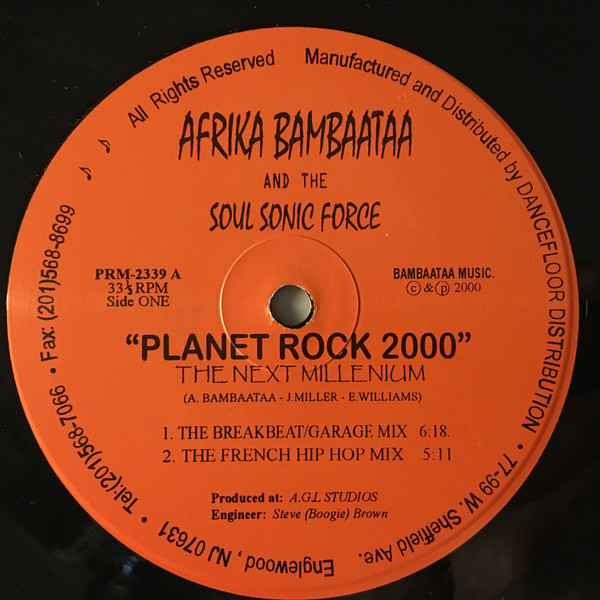 ♪ ♪ All Rights Reserved Manufactured and Distributed by DANCEFLOOR DISTRIBUTION • 77-99 W. Sheffield Ave. Englewood, NJ 07631 • Tel:(201)568-7066 • Fax: (201)568-8699
AFRIKA BAMBAATAA
AND THE
SOUL SONIC FORCE
PRM-2339 A
33⅓ RPM
Side ONE
BAMBAATAA MUSIC.
©&℗ 2000
"PLANET ROCK 2000"
THE NEXT MILLENIUM
(A. BAMBAATAA - J.MILLER - E.WILLIAMS)
1. THE BREAKBEAT/GARAGE MIX 6:18.
2. THE FRENCH HIP HOP MIX 5:11
Produced at: A.G.L STUDIOS
Engineer: Steve (Boogie) Brown